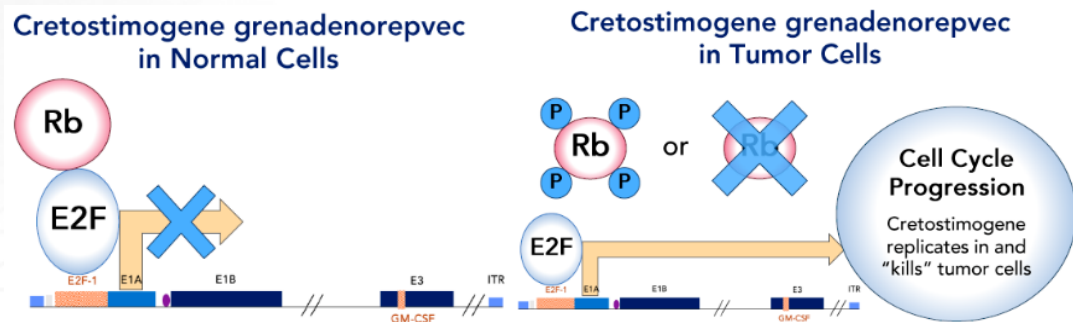 Cretostimogene grenadenorepvec
in Normal Cells
Rb
E2F
E2F-1
E1A
E1B
E3
ITR
GM-CSF
Cretostimogene grenadenorepvec
in Tumor Cells
P
P
Rb
or
Rb
P
P
E2F
Cell Cycle
Progression
Cretostimogene
replicates in and
“kills” tumor cells
E2F-1
E1A
E1B
E3
ITR
GM-CSF